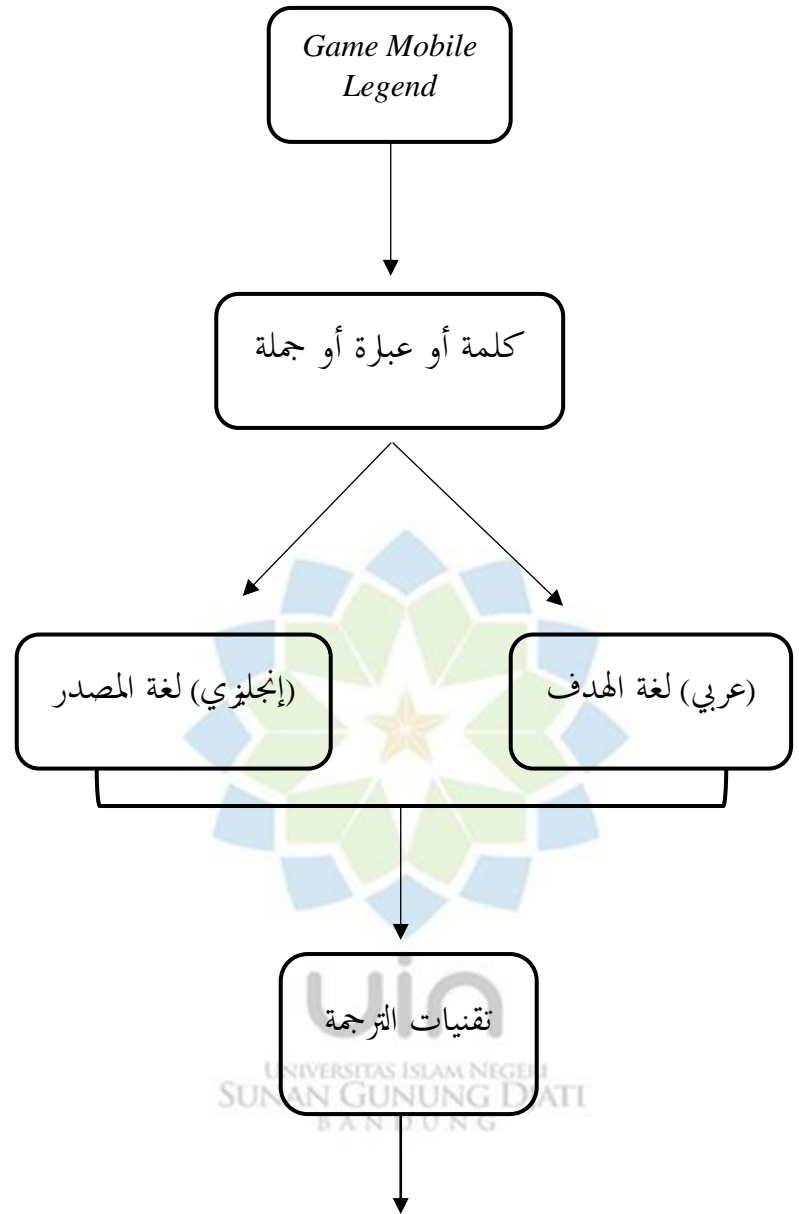 Game Mobile
Legend
كلمة أو عبارة أو جملة
(إنجليزي) لغة المصدر
(عربي) لغة الهدف
تقنيات الترجمة
uin
UNIVERSITAS ISLAM NEGERI
SUNAN GUNUNG DJATI
BANDUNG